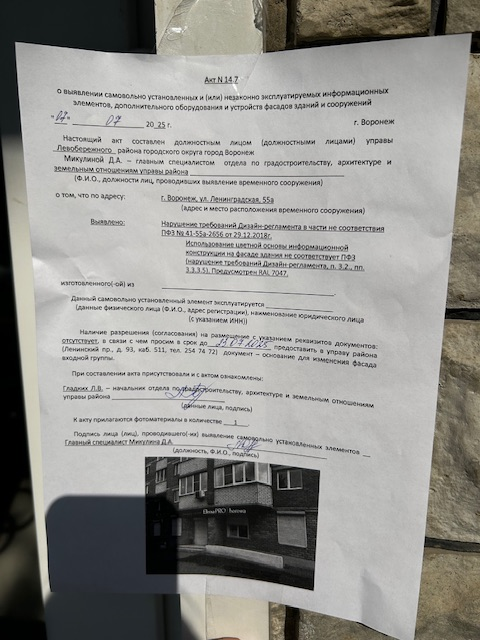 Акт N 14.7
о выявлении самовольно установленных и (или) незаконно эксплуатируемых информационных
элементов, дополнительного оборудования и устройств фасадов зданий и сооружений
"07" 07 20 25 г. г. Воронеж
Настоящий акт составлен должностным лицом (должностными лицами) управы
Левобережного района городского округа город Воронеж
Микулиной Д.А. – главным специалистом отдела по градостроительству, архитектуре и
земельным отношениям управы района
(Ф.И.О., должности лиц, проводивших выявление временного сооружения)
о том, что по адресу: г. Воронеж, ул. Ленинградская, 55а
(адрес и место расположения временного сооружения)
Выявлено: Нарушение требований Дизайн-регламента в части не соответствия
ПФЗ № 41-55а-2656 от 29.12.2018г.
Использование цветной основы информационной
конструкции на фасаде здания не соответствует ПФЗ
(нарушение требований Дизайн-регламента, п. 3.2., пп.
3.3.3.5). Предусмотрен RAL 7047.
изготовленного(-ой) из
Данный самовольно установленный элемент эксплуатируется
(данные физического лица (Ф.И.О., адрес регистрации), наименование юридического лица
(с указанием ИНН))
Наличие разрешения (согласования) на размещение с указанием реквизитов документов:
отсутствует, в связи с чем просим в срок до 07.2025 предоставить в управу района
(Ленинский пр., д. 93, каб. 511, тел. 254 74 72) документ – основание для изменения фасада
входной группы.
При составлении акта присутствовали и с актом ознакомлены:
Гладких Л.В. – начальник отдела по градостроительству, архитектуре и земельным отношениям
управы района
(данные лица, подпись)
К акту прилагаются фотоматериалы в количестве 1
Подпись лица (лиц), проводившего(-их) выявление самовольно установленных элементов
Главный специалист Микулина Д.А.
(должность, Ф.И.О., подпись)